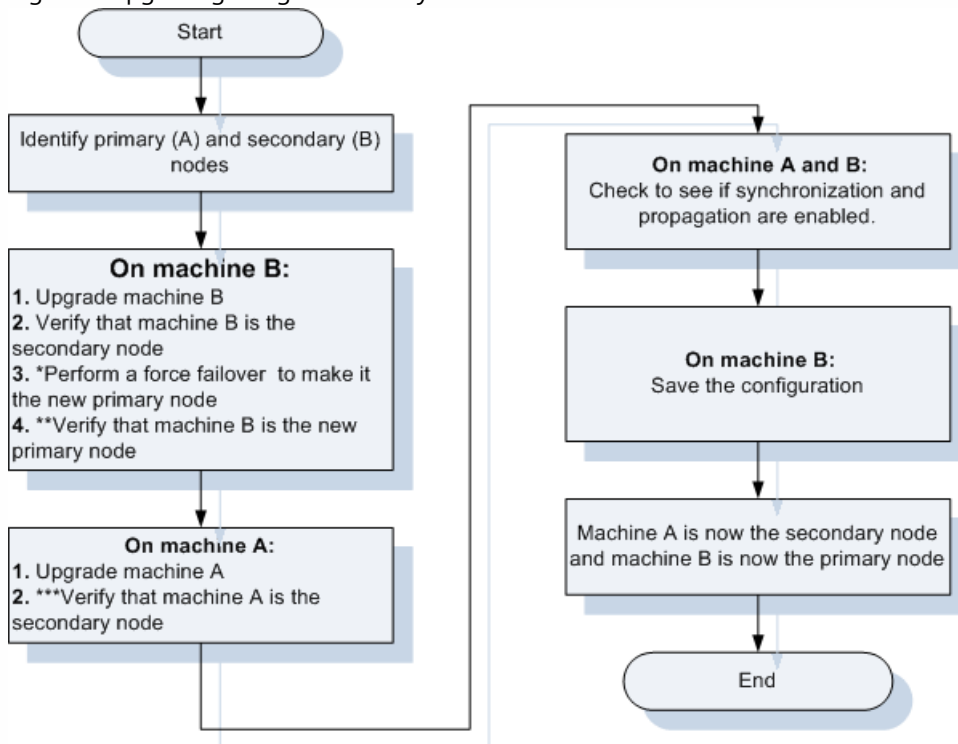 Start
Identify primary (A) and secondary (B)
nodes
On machine B:
1. Upgrade machine B
2. Verify that machine B is the
secondary node
3. *Perform a force failover to make it
the new primary node
4. **Verify that machine B is the new
primary node
On machine A:
1. Upgrade machine A
2. ***Verify that machine A is the
secondary node
On machine A and B:
Check to see if synchronization and
propagation are enabled.
On machine B:
Save the configuration
Machine A is now the secondary node
and machine B is now the primary node
End